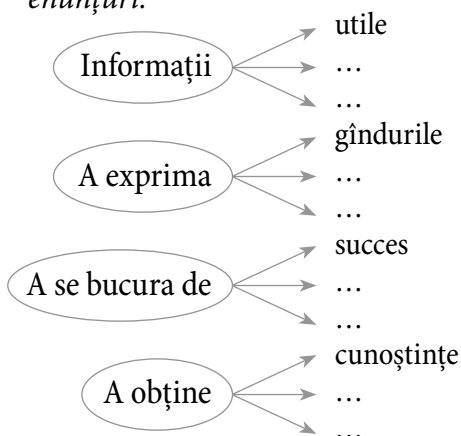 enunțuri.
utile
Informații
…
…
gîndurile
A exprima
…
…
succes
A se bucura de
…
…
cunoștințe
A obține
…
…